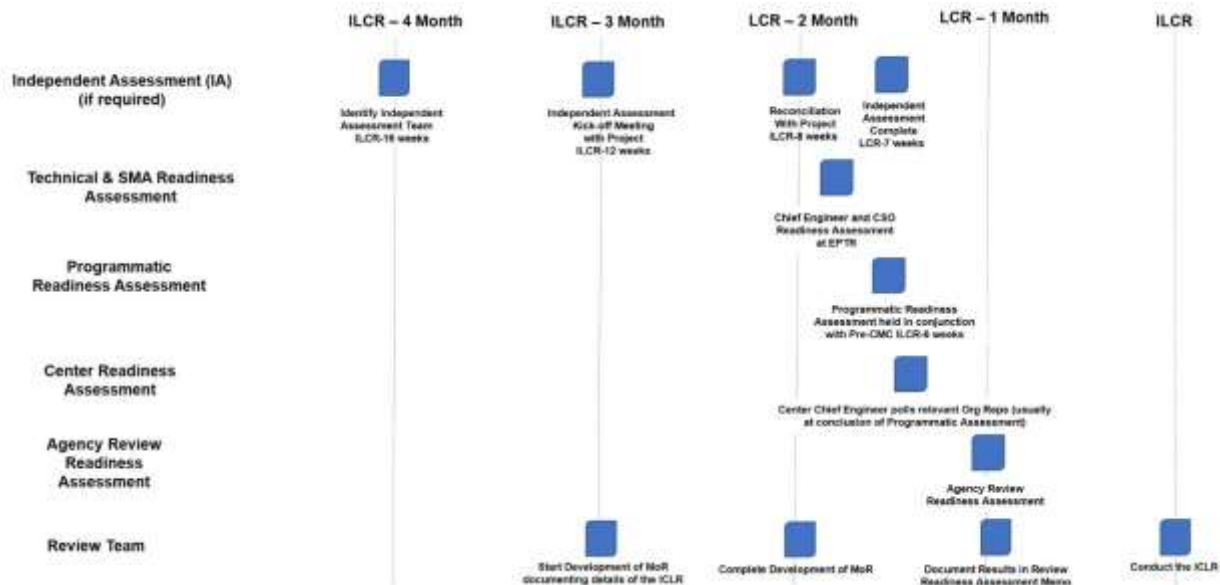 ILCR – 4 Month
ILCR – 3 Month
LCR – 2 Month
LCR – 1 Month
ILCR
Independent Assessment (IA)
(if required)
Identify Independent
Assessment Team
ILCR-16 weeks
Independent Assessment
Kick-off Meeting
with Project
ILCR-12 weeks
Reconciliation
With Project
ILCR-8 weeks
Independent
Assessment
Complete
LCR-7 weeks
Technical & SMA Readiness
Assessment
Chief Engineer and CSO
Readiness Assessment
at EPTR
Programmatic
Readiness Assessment
Programmatic Readiness
Assessment held in conjunction
with Pre-CMC ILCR-6 weeks
Center Readiness
Assessment
Center Chief Engineer polls relevant Org Reps (usually
at conclusion of Programmatic Assessment)
Agency Review
Readiness
Assessment
Agency Review
Readiness Assessment
Review Team
Start Development of MoR
documenting details of the ICLR
Complete Development of MoR
Document Results in Review
Readiness Assessment Memo
Conduct the ICLR